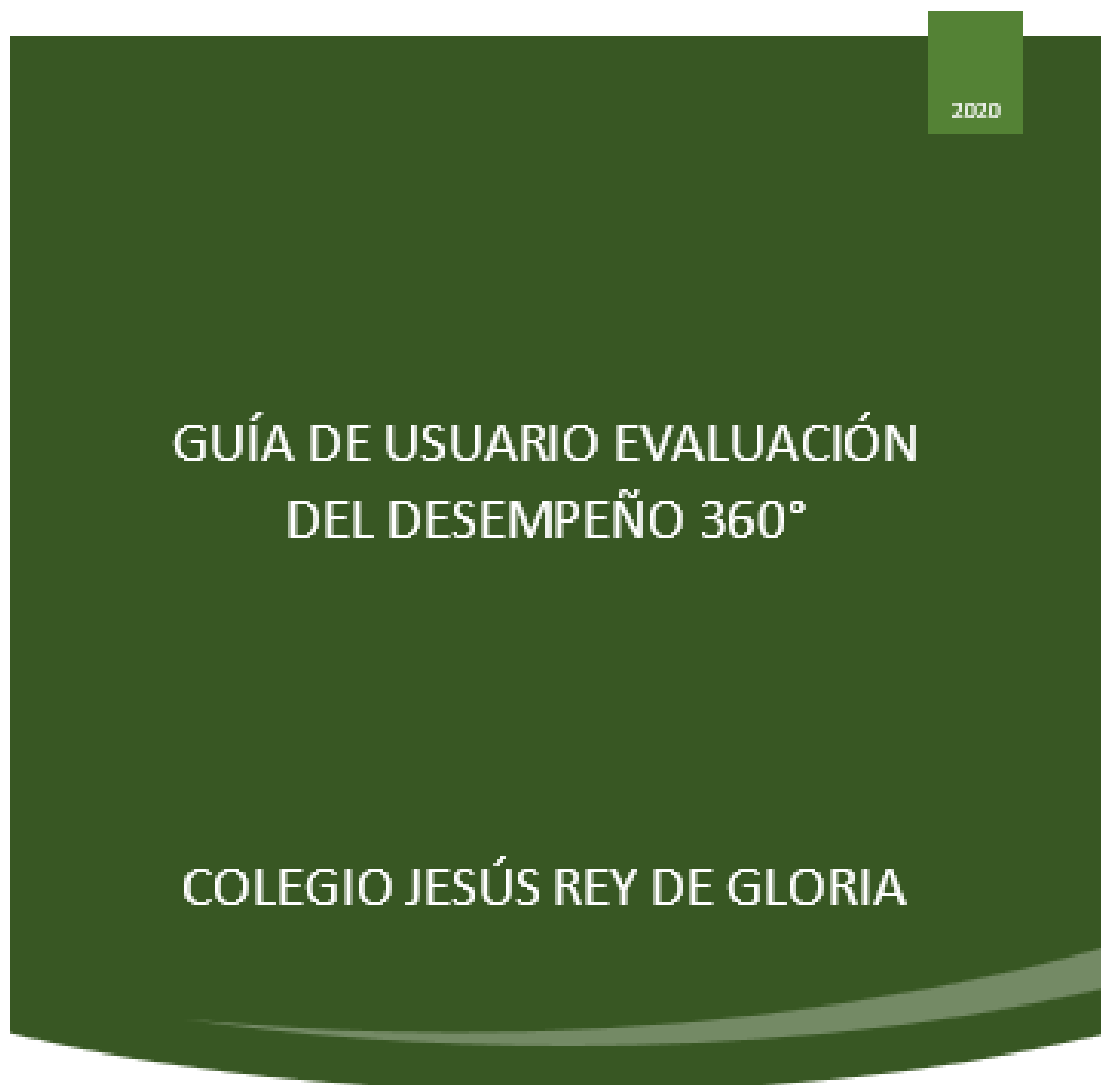 2020
GUÍA DE USUARIO EVALUACIÓN
DEL DESEMPEÑO 360°
COLEGIO JESÚS REY DE GLORIA